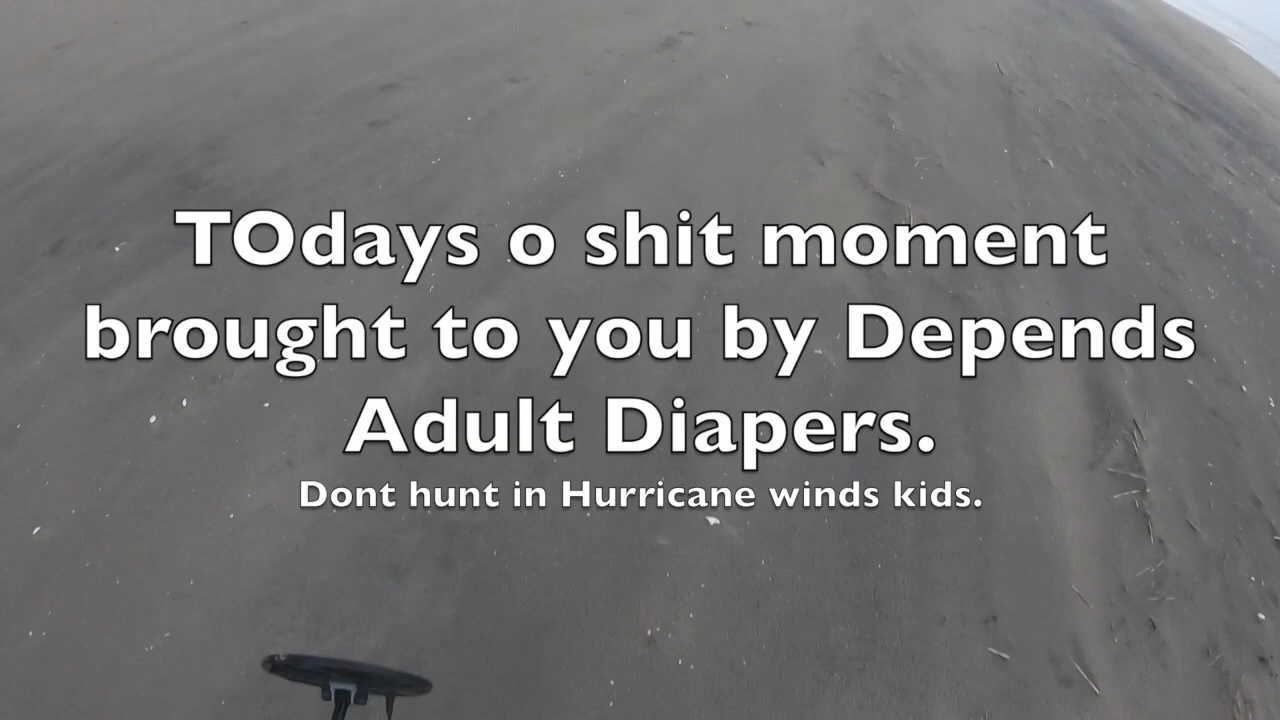 TOdays o shit moment
brought to you by Depends
Adult Diapers.
Dont hunt in Hurricane winds kids.